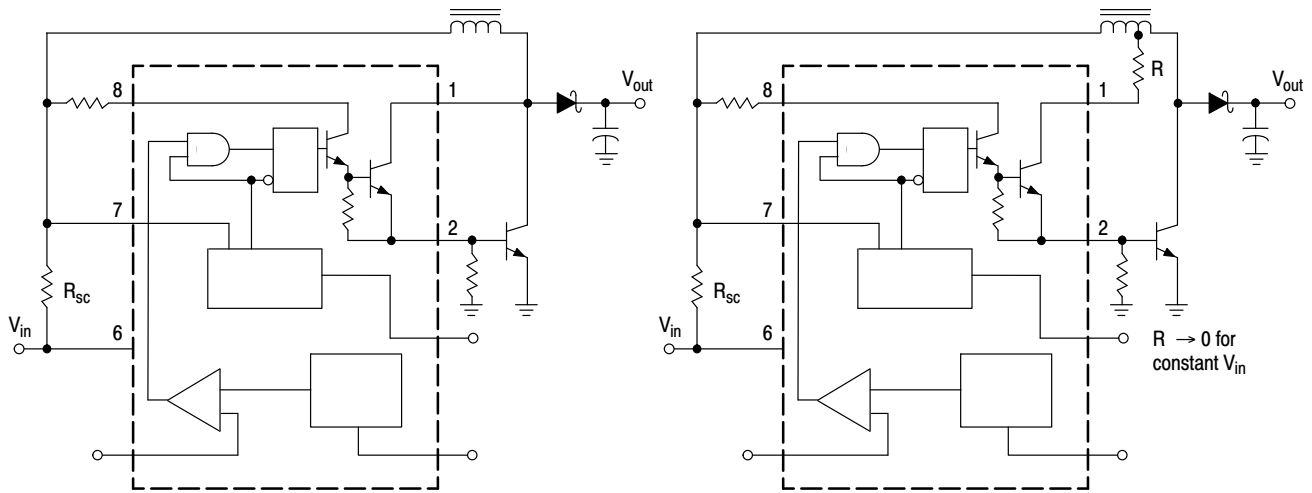 8
1
V_out
7
2
R_sc
V_in
6
R
8
1
V_out
7
2
R_sc
V_in
6
R → 0 for
constant V_in